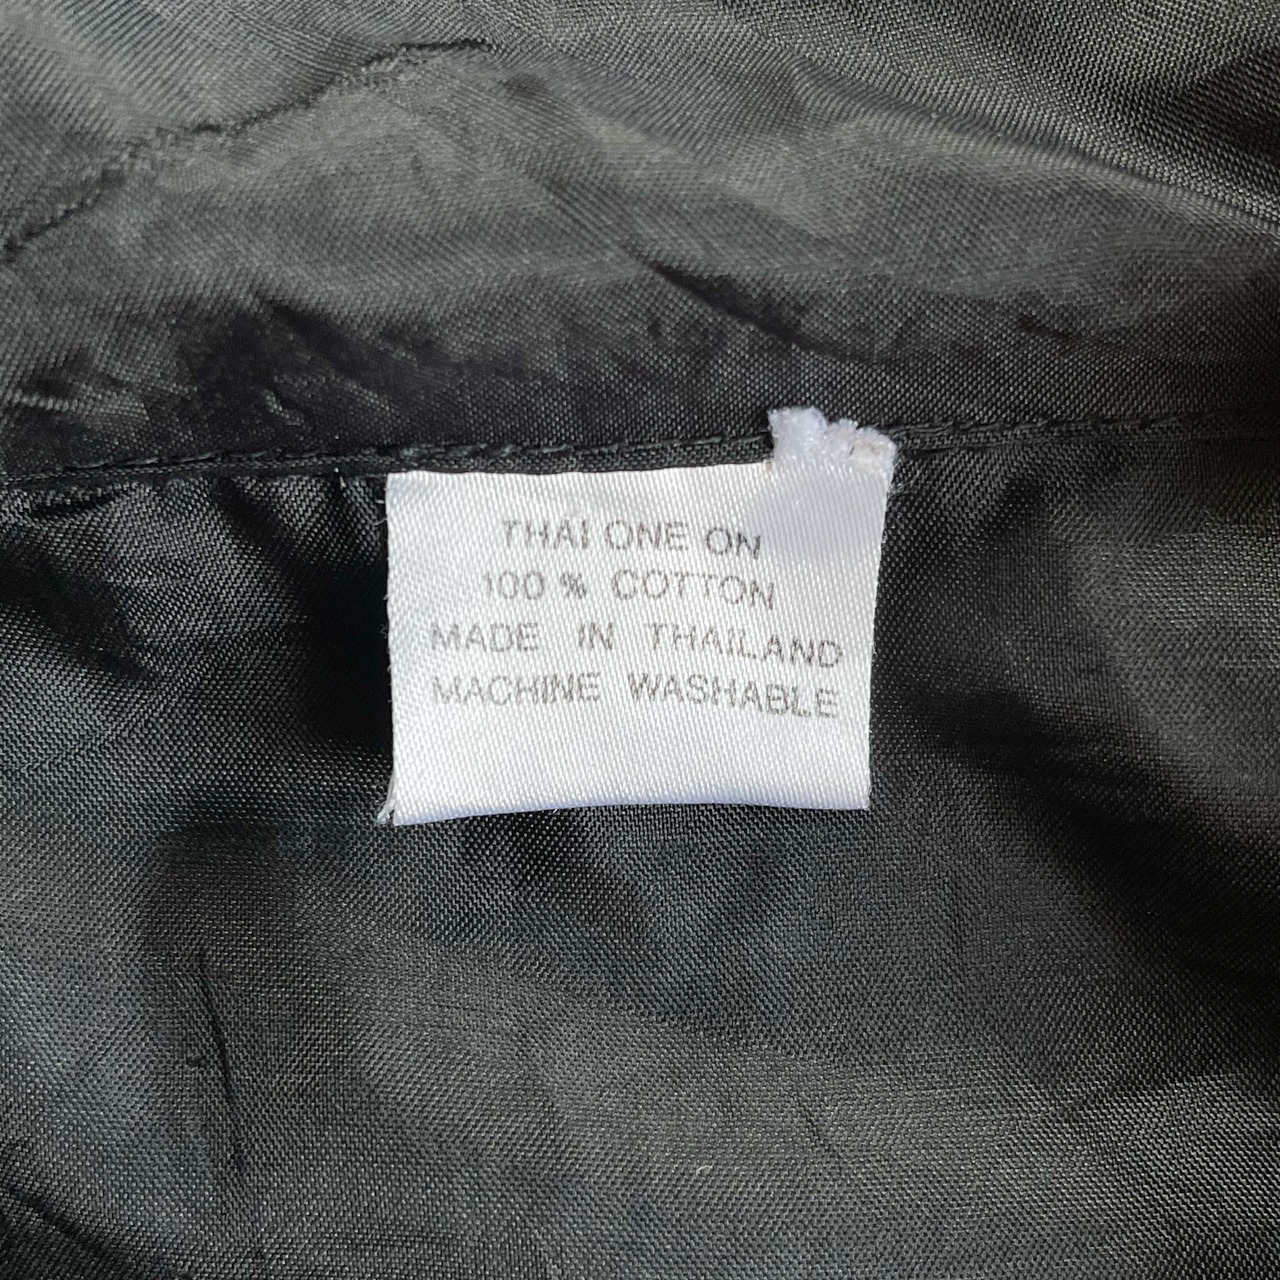 THAI ONE ON
100 % COTTON
MADE IN THAILAND
MACHINE WASHABLE